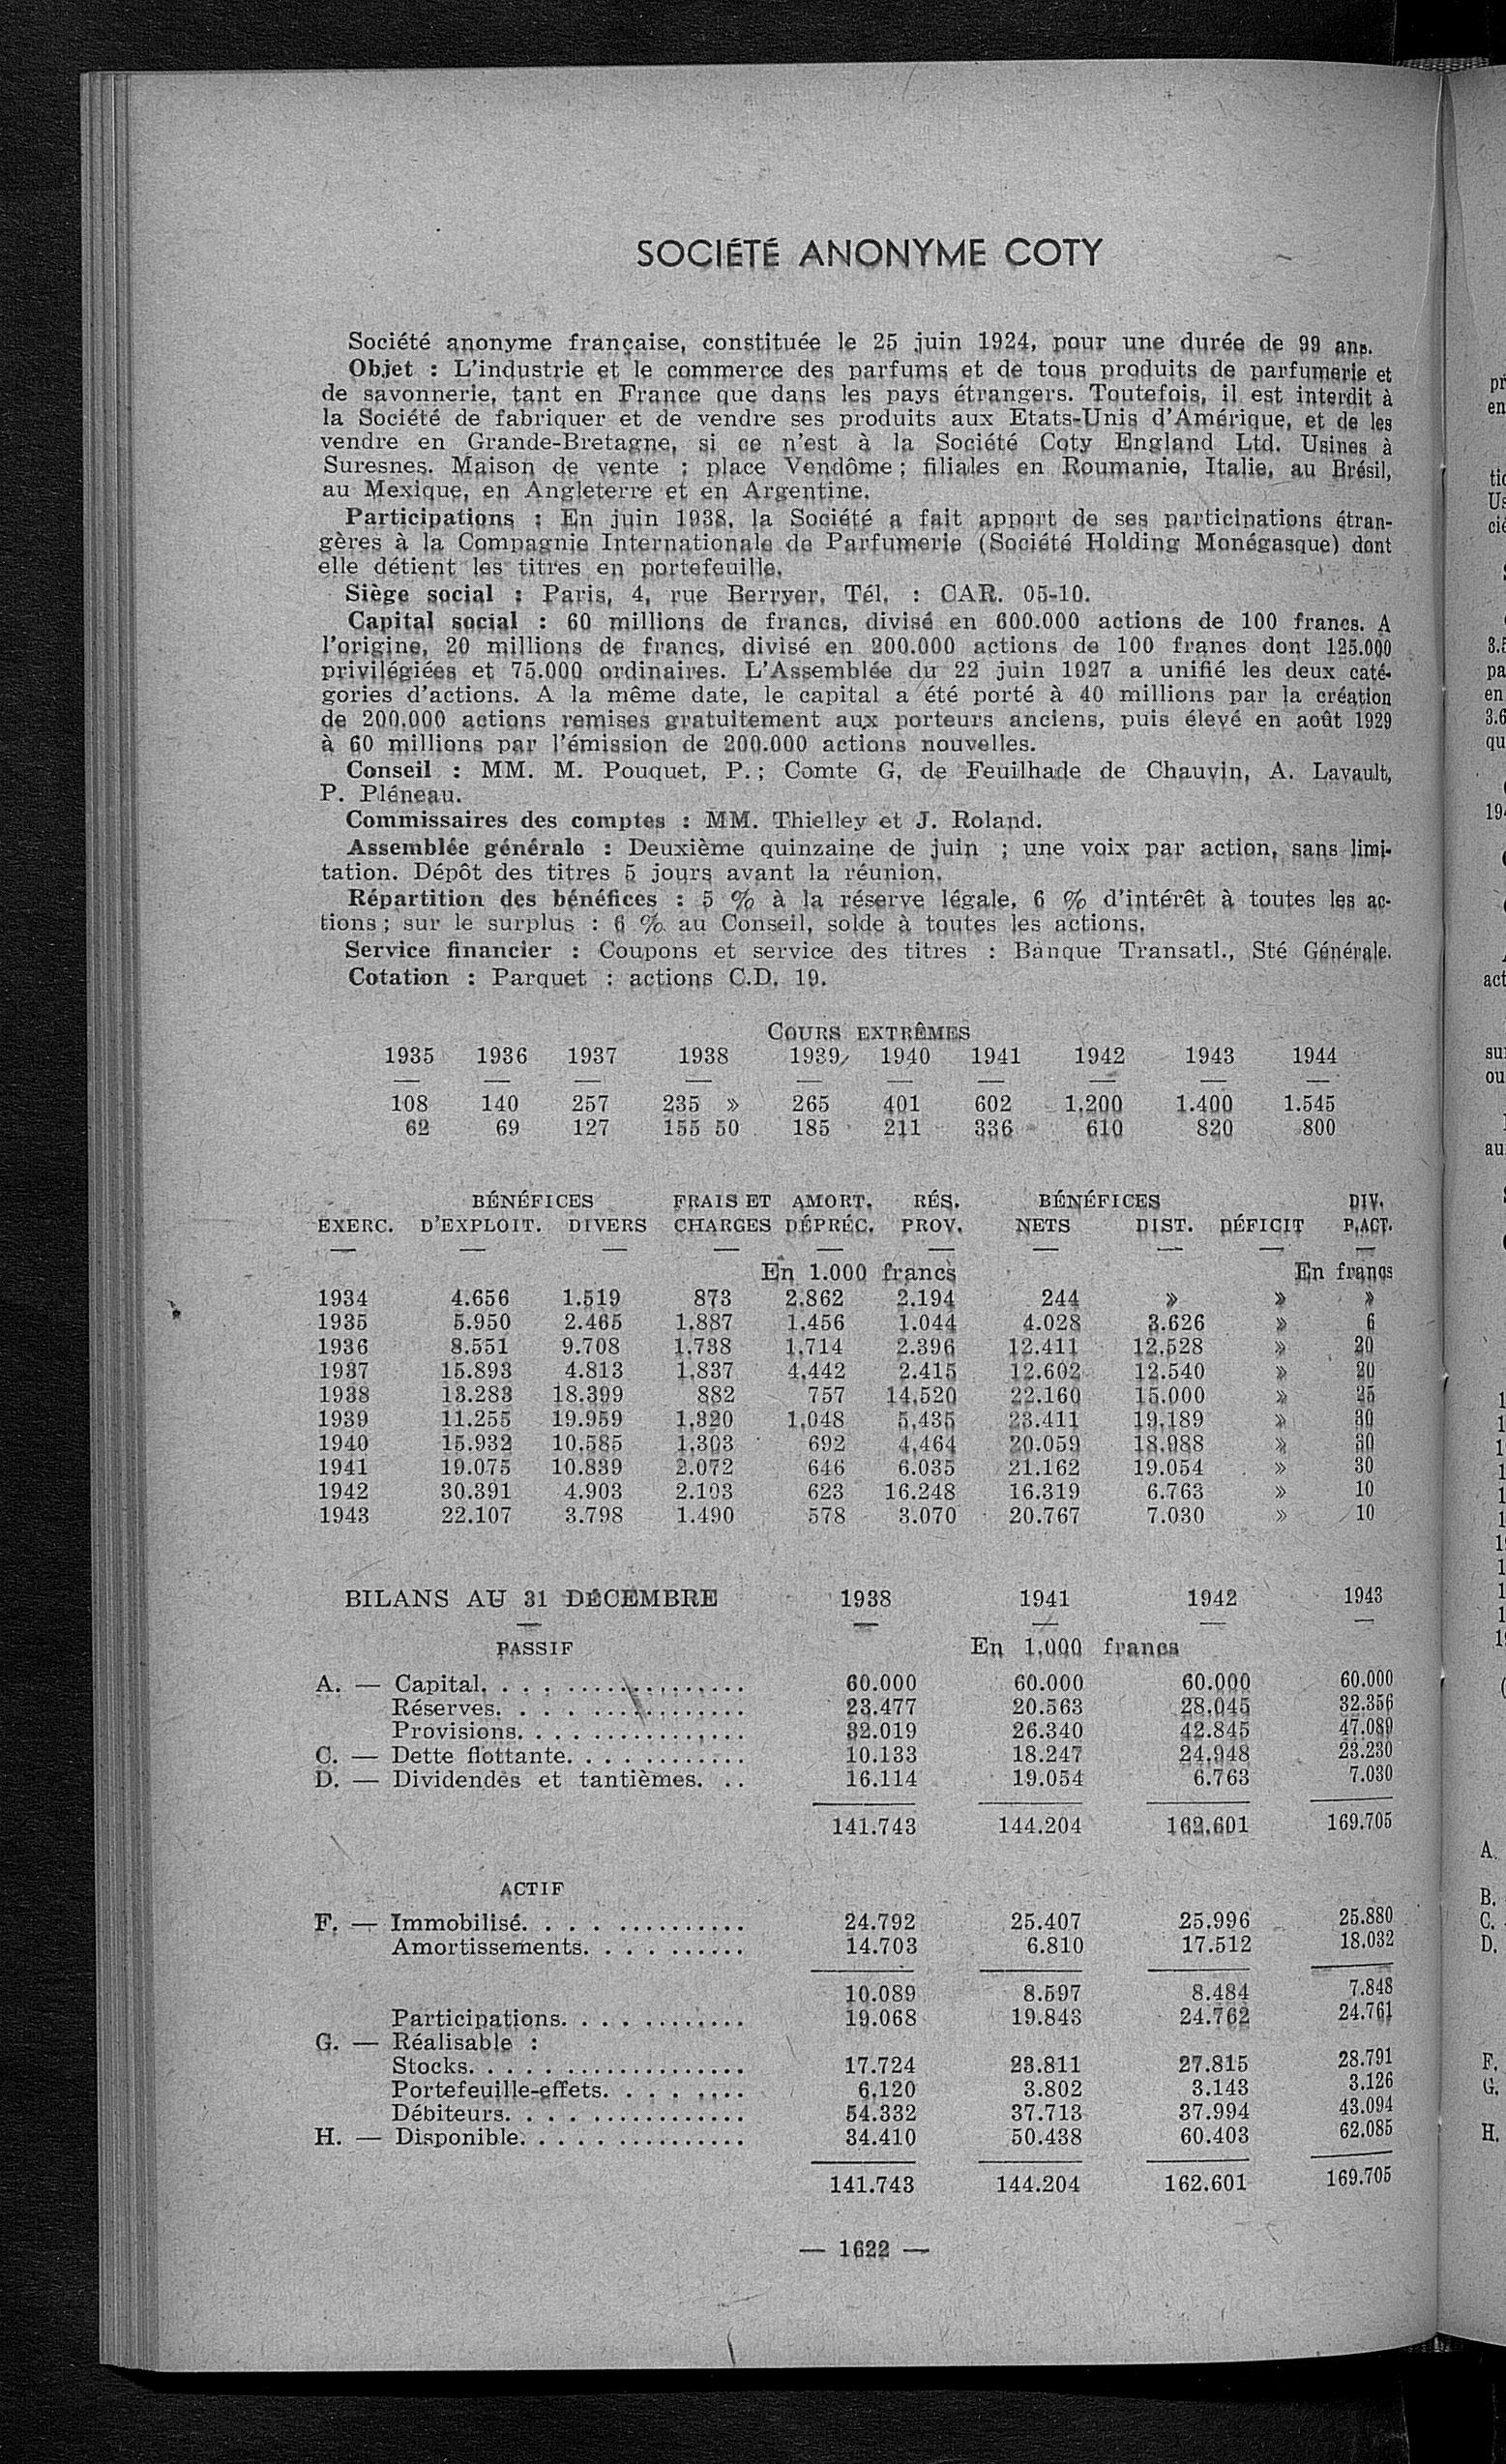 SOCIÉTÉ ANONYME COTY
Société anonyme française, constituée le 25 juin 1924, pour une durée de 99 ans.
Objet : L'industrie et le commerce des parfums et de tous produits de parfumerie et
de savonnerie, tant en France que dans les pays étrangers. Toutefois, il est interdit à
la Société de fabriquer et de vendre ses produits aux Etats-Unis d'Amérique, et de les
vendre en Grande-Bretagne, si ce n'est à la Société Coty England Ltd. Usines à
Suresnes. Maison de vente : place Vendôme ; filiales en Roumanie, Italie, au Brésil,
au Mexique, en Angleterre et en Argentine.
Participations : En juin 1938, la Société a fait apport de ses participations étran-
gères à la Compagnie Internationale de Parfumerie (Société Holding Monégasque) dont
elle détient les titres en portefeuille.
Siège social : Paris, 4, rue Berryer. Tél. : CAR. 05-10.
Capital social : 60 millions de francs, divisé en 600.000 actions de 100 francs. A
l'origine, 20 millions de francs, divisé en 200.000 actions de 100 francs dont 125.000
privilégiées et 75.000 ordinaires. L'Assemblée du 22 juin 1927 a unifié les deux caté-
gories d'actions. A la même date, le capital a été porté à 40 millions par la création
de 200.000 actions remises gratuitement aux porteurs anciens, puis élevé en août 1929
à 60 millions par l'émission de 200.000 actions nouvelles.
Conseil : MM. M. Pouquet, P. ; Comte G. de Feuilhade de Chauvin, A. Lavault,
P. Pléneau.
Commissaires des comptes : MM. Thielley et J. Roland.
Assemblée générale : Deuxième quinzaine de juin ; une voix par action, sans limi-
tation. Dépôt des titres 5 jours avant la réunion.
Répartition des bénéfices : 5 % à la réserve légale, 6 % d'intérêt à toutes les ac-
tions ; sur le surplus : 6 % au Conseil, solde à toutes les actions.
Service financier : Coupons et service des titres : Banque Transatl., Sté Générale.
Cotation : Parquet : actions C.D. 19.
COURS EXTRÊMES
1935 1936 1937 1938 1939 1940 1941 1942 1943 1944
108 140 257 235 » 265 401 602 1.200 1.400 1.545
62 69 127 155 50 185 211 336 610 820 800
BÉNÉFICES FRAIS ET AMORT. RÉS. BÉNÉFICES DIV.
EXERC. D'EXPLOIT. DIVERS CHARGES DÉPRÉC. PROV. NETS DIST. DÉFICIT P.ACT.
En 1.000 francs En francs
1934 4.656 1.519 873 2.862 2.194 244 » » »
1935 5.950 2.465 1.887 1.456 1.044 4.028 3.626 » 6
1936 8.551 9.708 1.738 1.714 2.396 12.411 12.528 » 20
1937 15.893 4.813 1.837 4.442 2.415 12.602 12.540 » 20
1938 13.283 18.399 882 757 14.520 22.160 15.000 » 25
1939 11.255 19.959 1.320 1.048 5.435 23.411 19.189 » 30
1940 15.932 10.585 1.303 692 4.464 20.059 18.988 » 30
1941 19.075 10.839 2.072 646 6.035 21.162 19.054 » 30
1942 30.391 4.903 2.103 623 16.248 16.319 6.763 » 10
1943 22.107 3.798 1.490 578 3.070 20.767 7.030 » 10
BILANS AU 31 DÉCEMBRE 1938 1941 1942 1943
PASSIF En 1.000 francs
A. — Capital. . . . . . . . . . . . . . . . 60.000 60.000 60.000 60.000
Réserves. . . . . . . . . . . . . . . 23.477 20.563 28.045 32.356
Provisions. . . . . . . . . . . . . . 32.019 26.340 42.845 47.089
C. — Dette flottante. . . . . . . . . . . . 10.133 18.247 24.948 23.230
D. — Dividendes et tantièmes. . . 16.114 19.054 6.763 7.030
141.743 144.204 162.601 169.705
ACTIF
F. — Immobilisé. . . . . . . . . . . . . . 24.792 25.407 25.996 25.880
Amortissements. . . . . . . . . . 14.703 6.810 17.512 18.032
10.089 8.597 8.484 7.848
Participations. . . . . . . . . . . . 19.068 19.843 24.762 24.761
G. — Réalisable :
Stocks. . . . . . . . . . . . . . . . . . 17.724 23.811 27.815 28.791
Portefeuille-effets. . . . . . . . . 6.120 3.802 3.143 3.126
Débiteurs. . . . . . . . . . . . . . . 54.332 37.713 37.994 43.094
H. — Disponible. . . . . . . . . . . . . . 34.410 50.438 60.403 62.085
141.743 144.204 162.601 169.705
— 1622 —